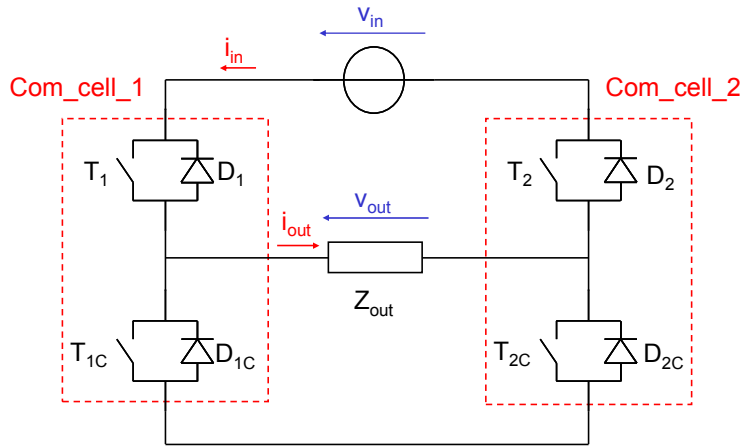 v_in
i_in
Com_cell_1
Com_cell_2
T_1
D_1
T_2
D_2
v_out
i_out
Z_out
T_1C
D_1C
T_2C
D_2C